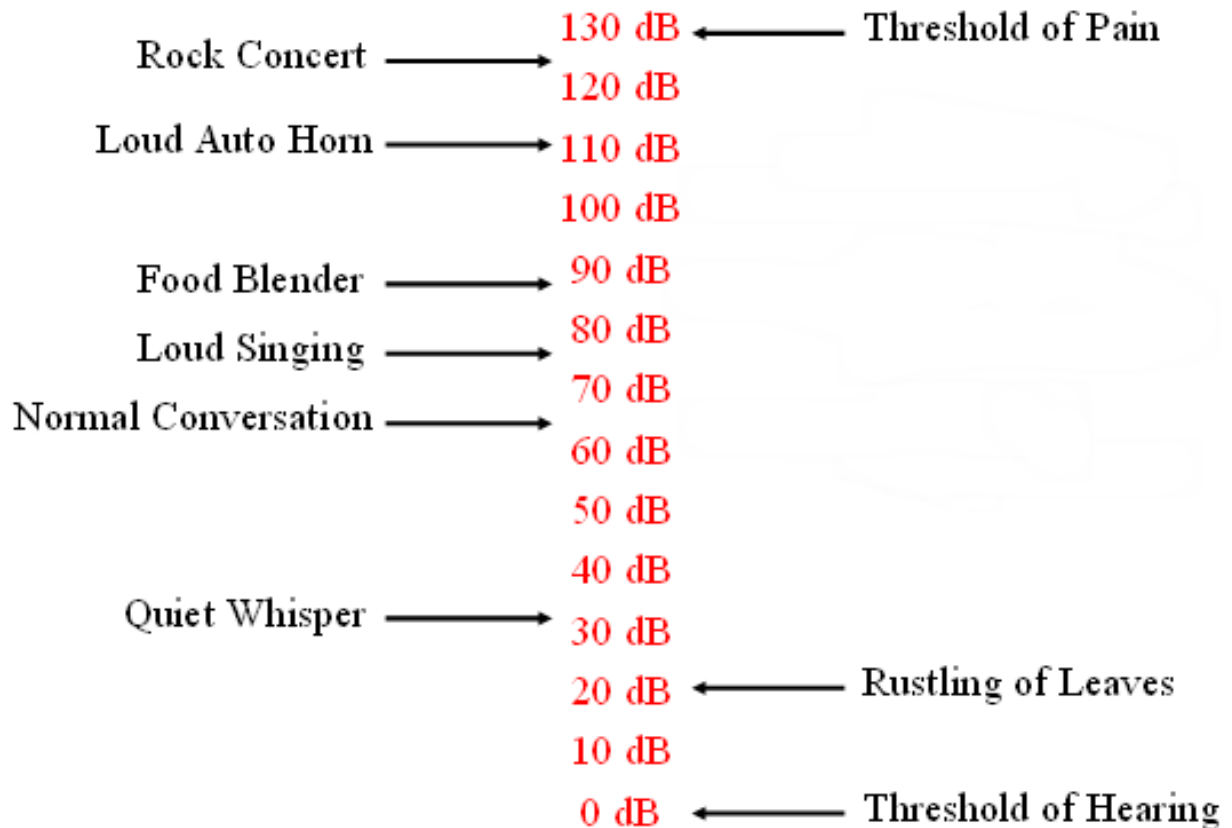 130 dB
Threshold of Pain
Rock Concert
120 dB
Loud Auto Horn
110 dB
100 dB
Food Blender
90 dB
80 dB
Loud Singing
70 dB
Normal Conversation
60 dB
50 dB
40 dB
Quiet Whisper
30 dB
20 dB
Rustling of Leaves
10 dB
0 dB
Threshold of Hearing